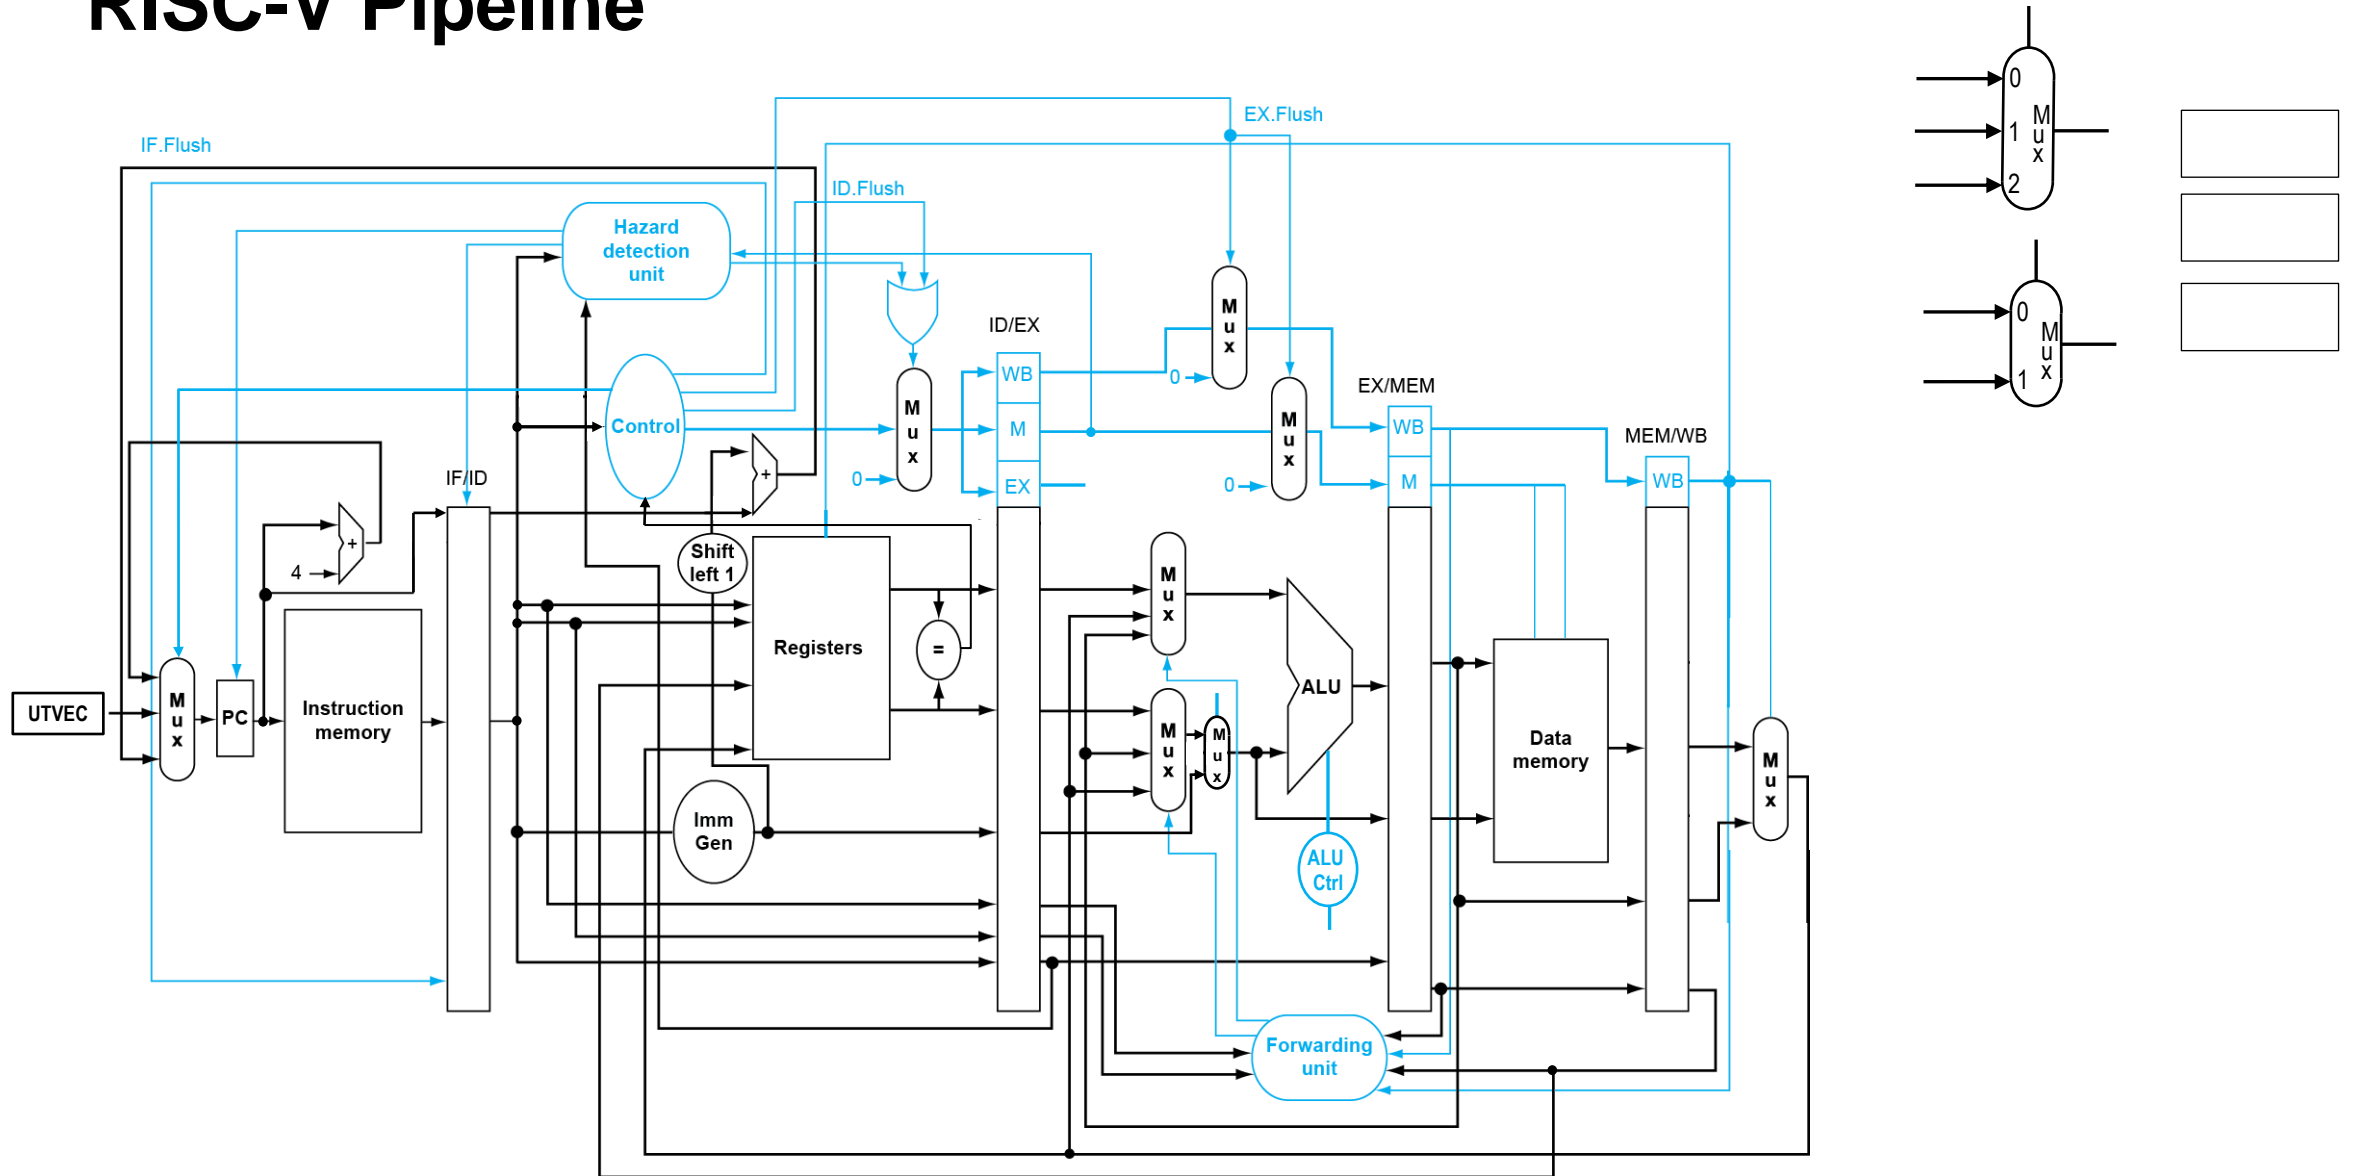 RISC-V Pipeline
IF.Flush
EX.Flush
ID.Flush
Hazard
detection
unit
ID/EX
EX/MEM
MEM/WB
IF/ID
Control
WB
M
EX
WB
M
WB
M
u
x
0
M
u
x
0
M
u
x
0
+
+
4
Shift
left 1
Registers
=
UTVEC
M
u
x
PC
Instruction
memory
Imm
Gen
M
u
x
M
u
x
M
u
x
ALU
ALU
Ctrl
Data
memory
M
u
x
Forwarding
unit
0
1
2
M
u
x
0
1
M
u
x